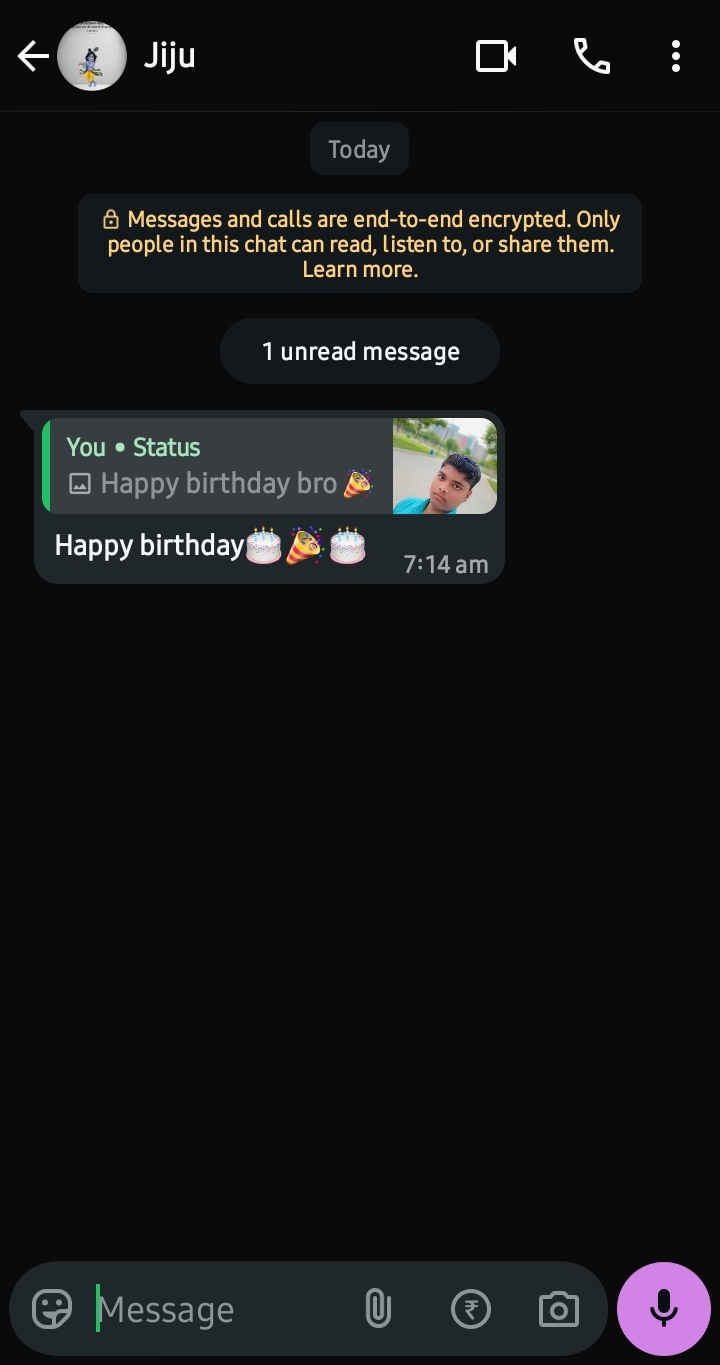 Jiju
Today
Messages and calls are end-to-end encrypted. Only
people in this chat can read, listen to, or share them.
Learn more.
1 unread message
You • Status
Happy birthday bro 🎉
Happy birthday🎂🎉🎂
7:14 am
Message